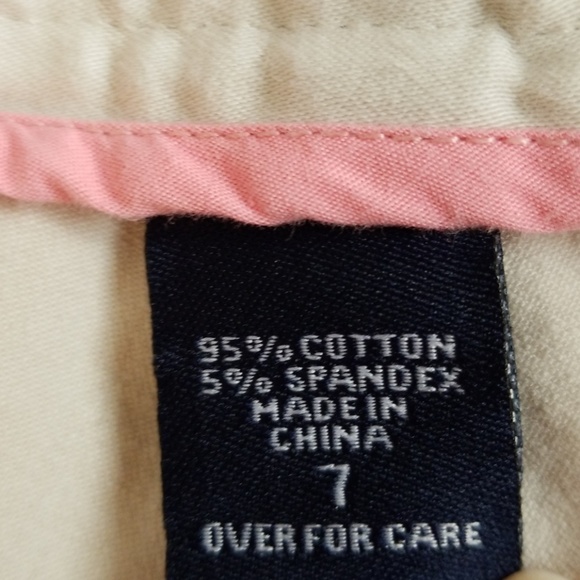 95% COTTON
5% SPANDEX
MADE IN
CHINA
7
OVER FOR CARE